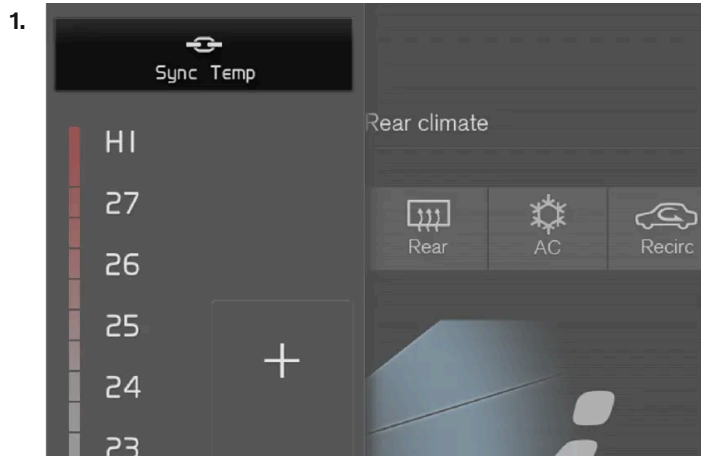 1.
Sync Temp
HI
27
26
25
24
23
Rear climate
Rear
AC
Recirc